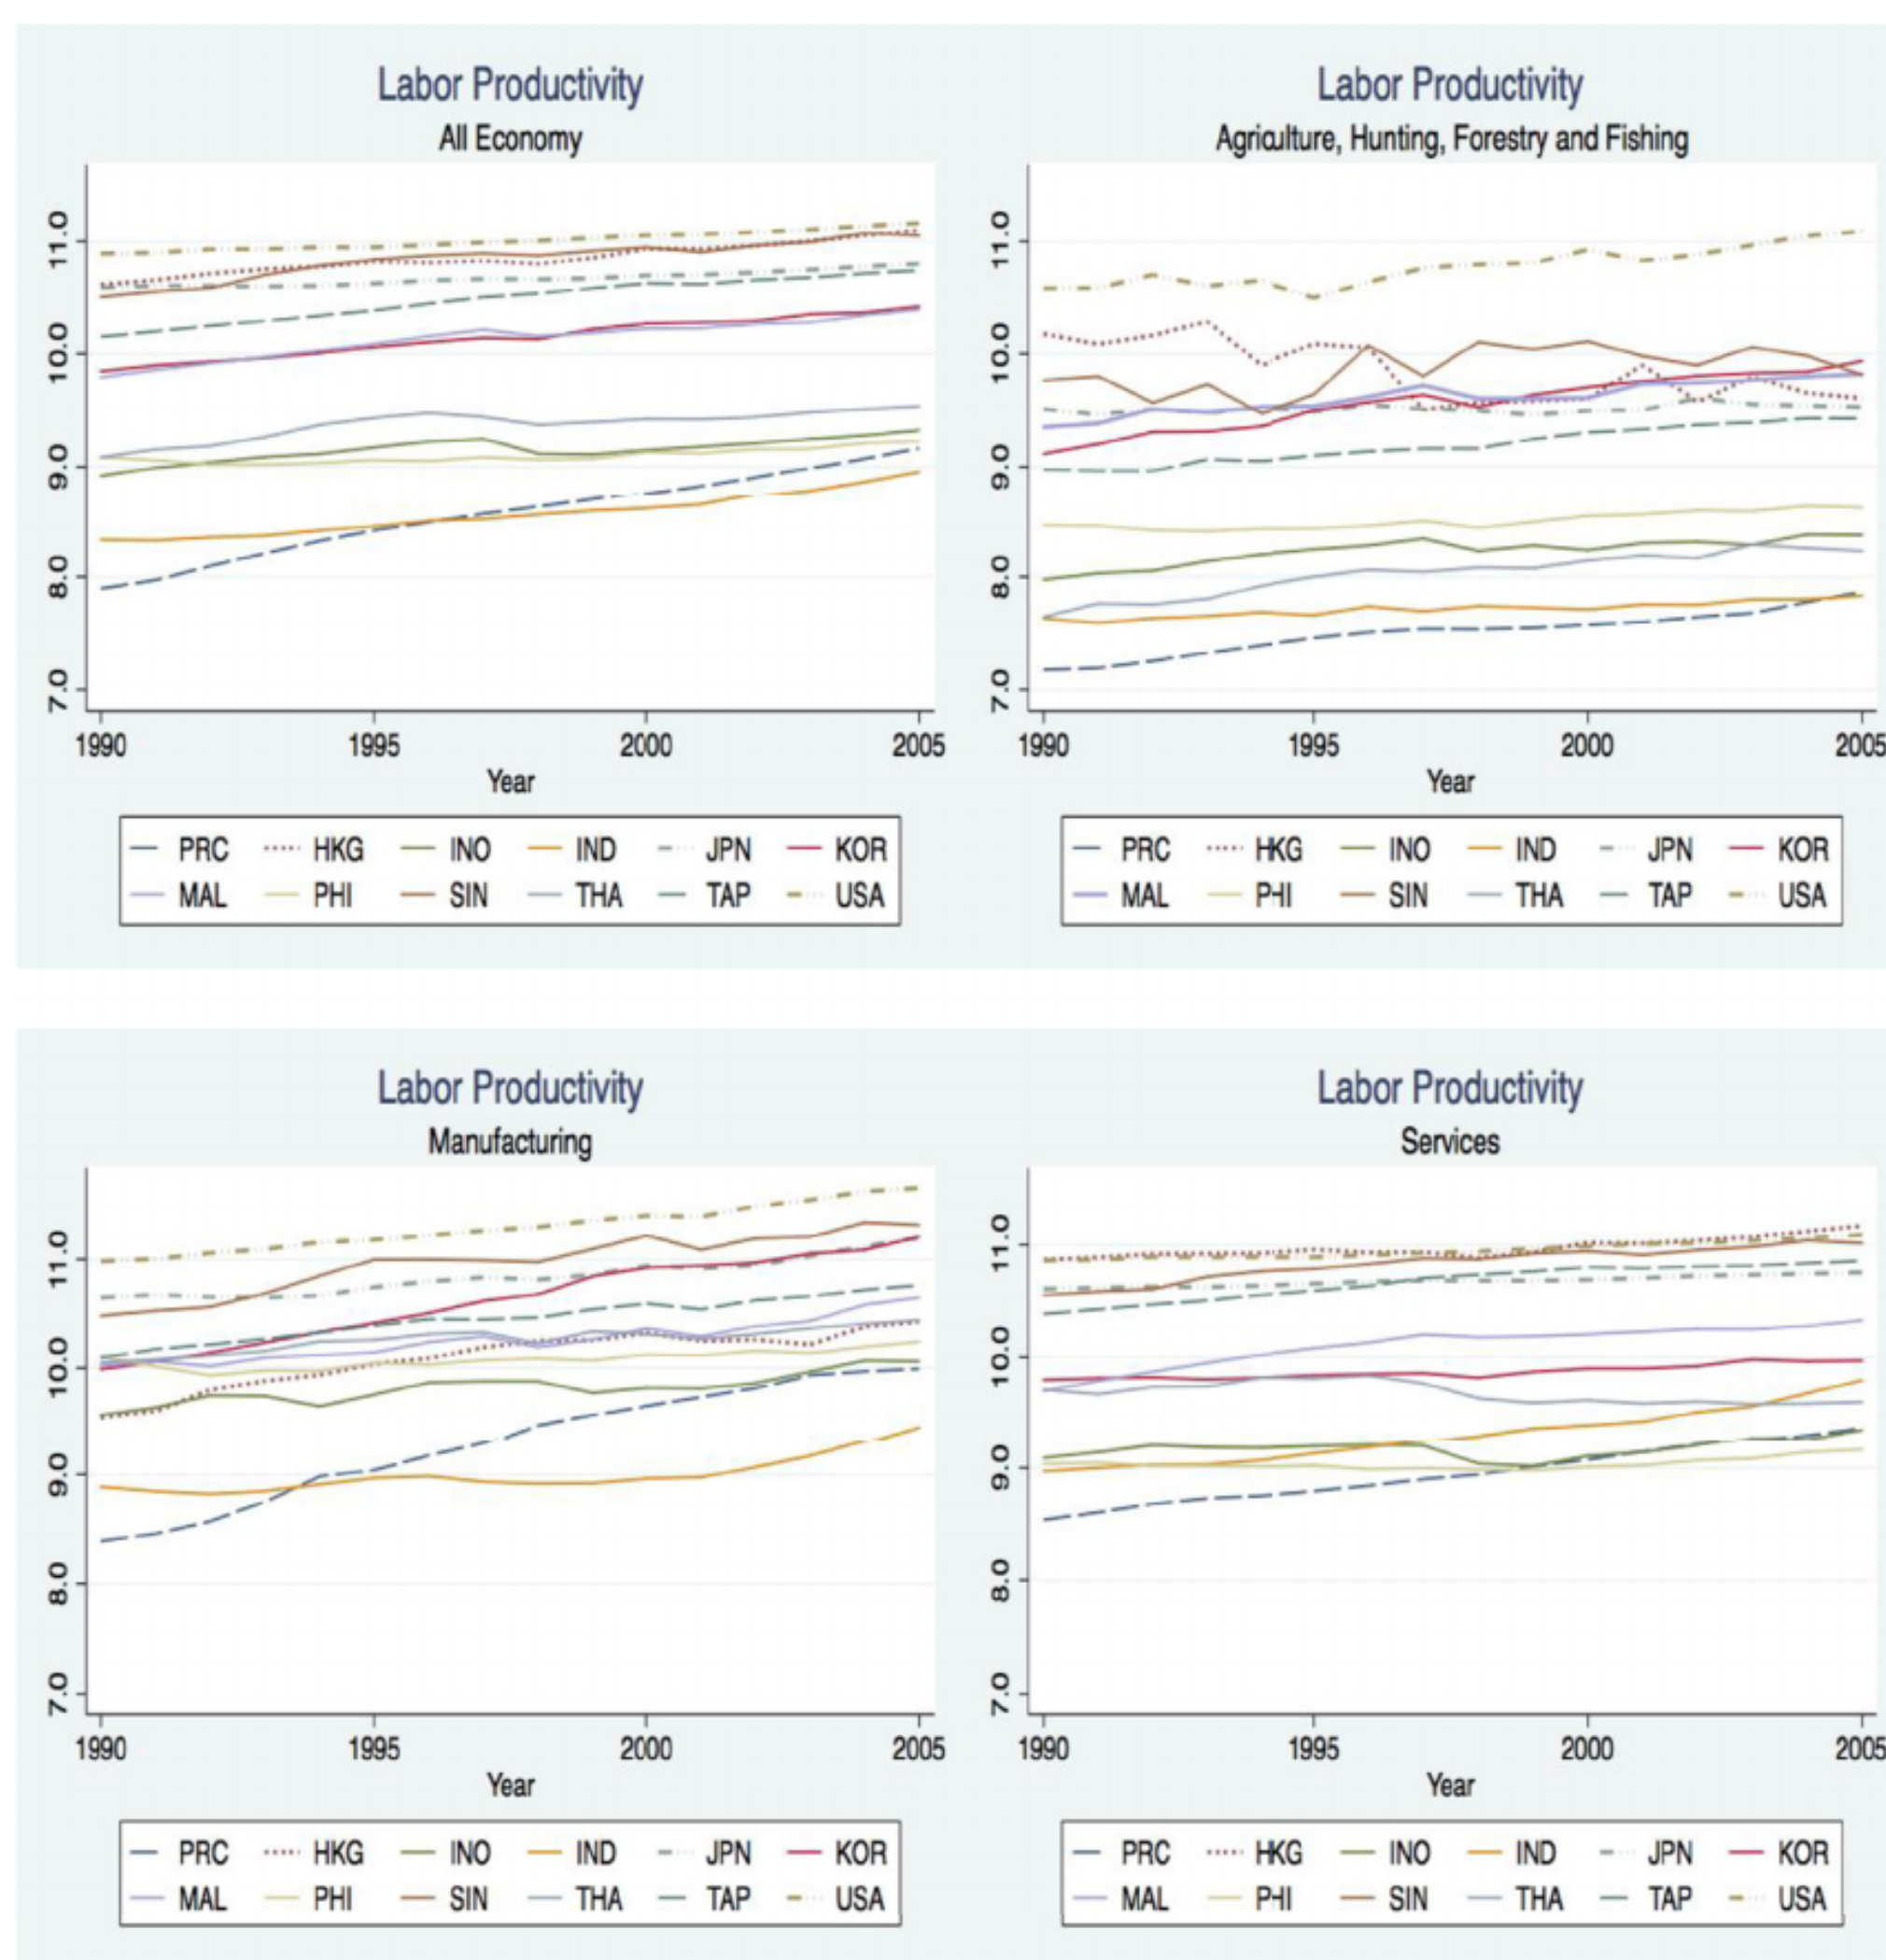 Labor Productivity
All Economy
11.0
10.0
9.0
8.0
7.0
1990 1995 2000 2005
Year
PRC HKG INO IND JPN KOR
MAL PHI SIN THA TAP USA
Labor Productivity
Agriculture, Hunting, Forestry and Fishing
11.0
10.0
9.0
8.0
7.0
1990 1995 2000 2005
Year
PRC HKG INO IND JPN KOR
MAL PHI SIN THA TAP USA
Labor Productivity
Manufacturing
11.0
10.0
9.0
8.0
7.0
1990 1995 2000 2005
Year
PRC HKG INO IND JPN KOR
MAL PHI SIN THA TAP USA
Labor Productivity
Services
11.0
10.0
9.0
8.0
7.0
1990 1995 2000 2005
Year
PRC HKG INO IND JPN KOR
MAL PHI SIN THA TAP USA